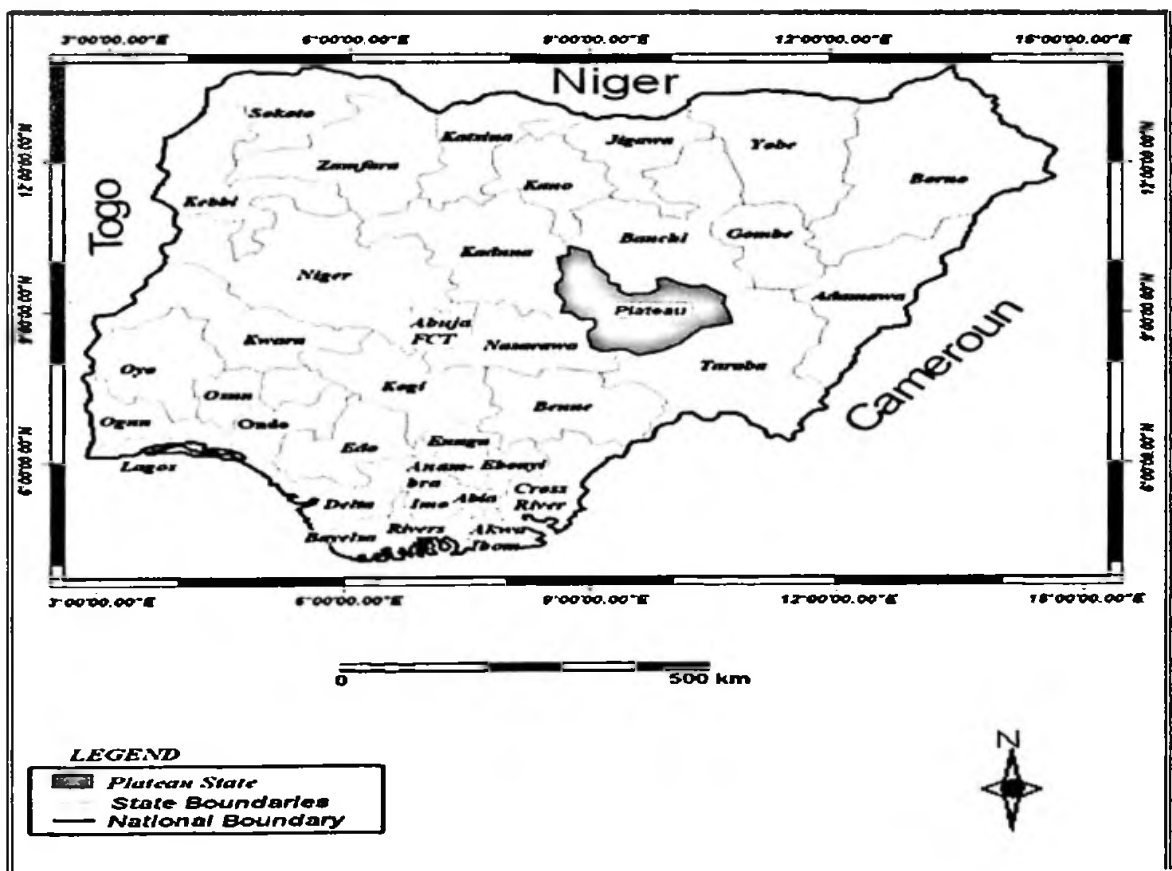 3°00'00.00"E 6°00'00.00"E 9°00'00.00"E 12°00'00.00"E 15°00'00.00"E
Niger
Togo
Cameroun
Sokoto
Katsina
Jigawa
Yobe
Zamfara
Kano
Borno
Kebbi
Kaduna
Bauchi
Gombe
Niger
Plateau
Adamawa
Abuja
FCT
Kwara
Nasarawa
Oyo
Taraba
Kogi
Osun
Benue
Ogun
Ondo
Edo
Enugu
Lagos
Anam-
bra
Ebonyi
Delta
Imo
Abia
Cross
River
Bayelsa
Rivers
Akwa
Ibom
3°00'00.00"E 6°00'00.00"E 9°00'00.00"E 12°00'00.00"E
0 500 km
N
LEGEND
Plateau State
State Boundaries
National Boundary